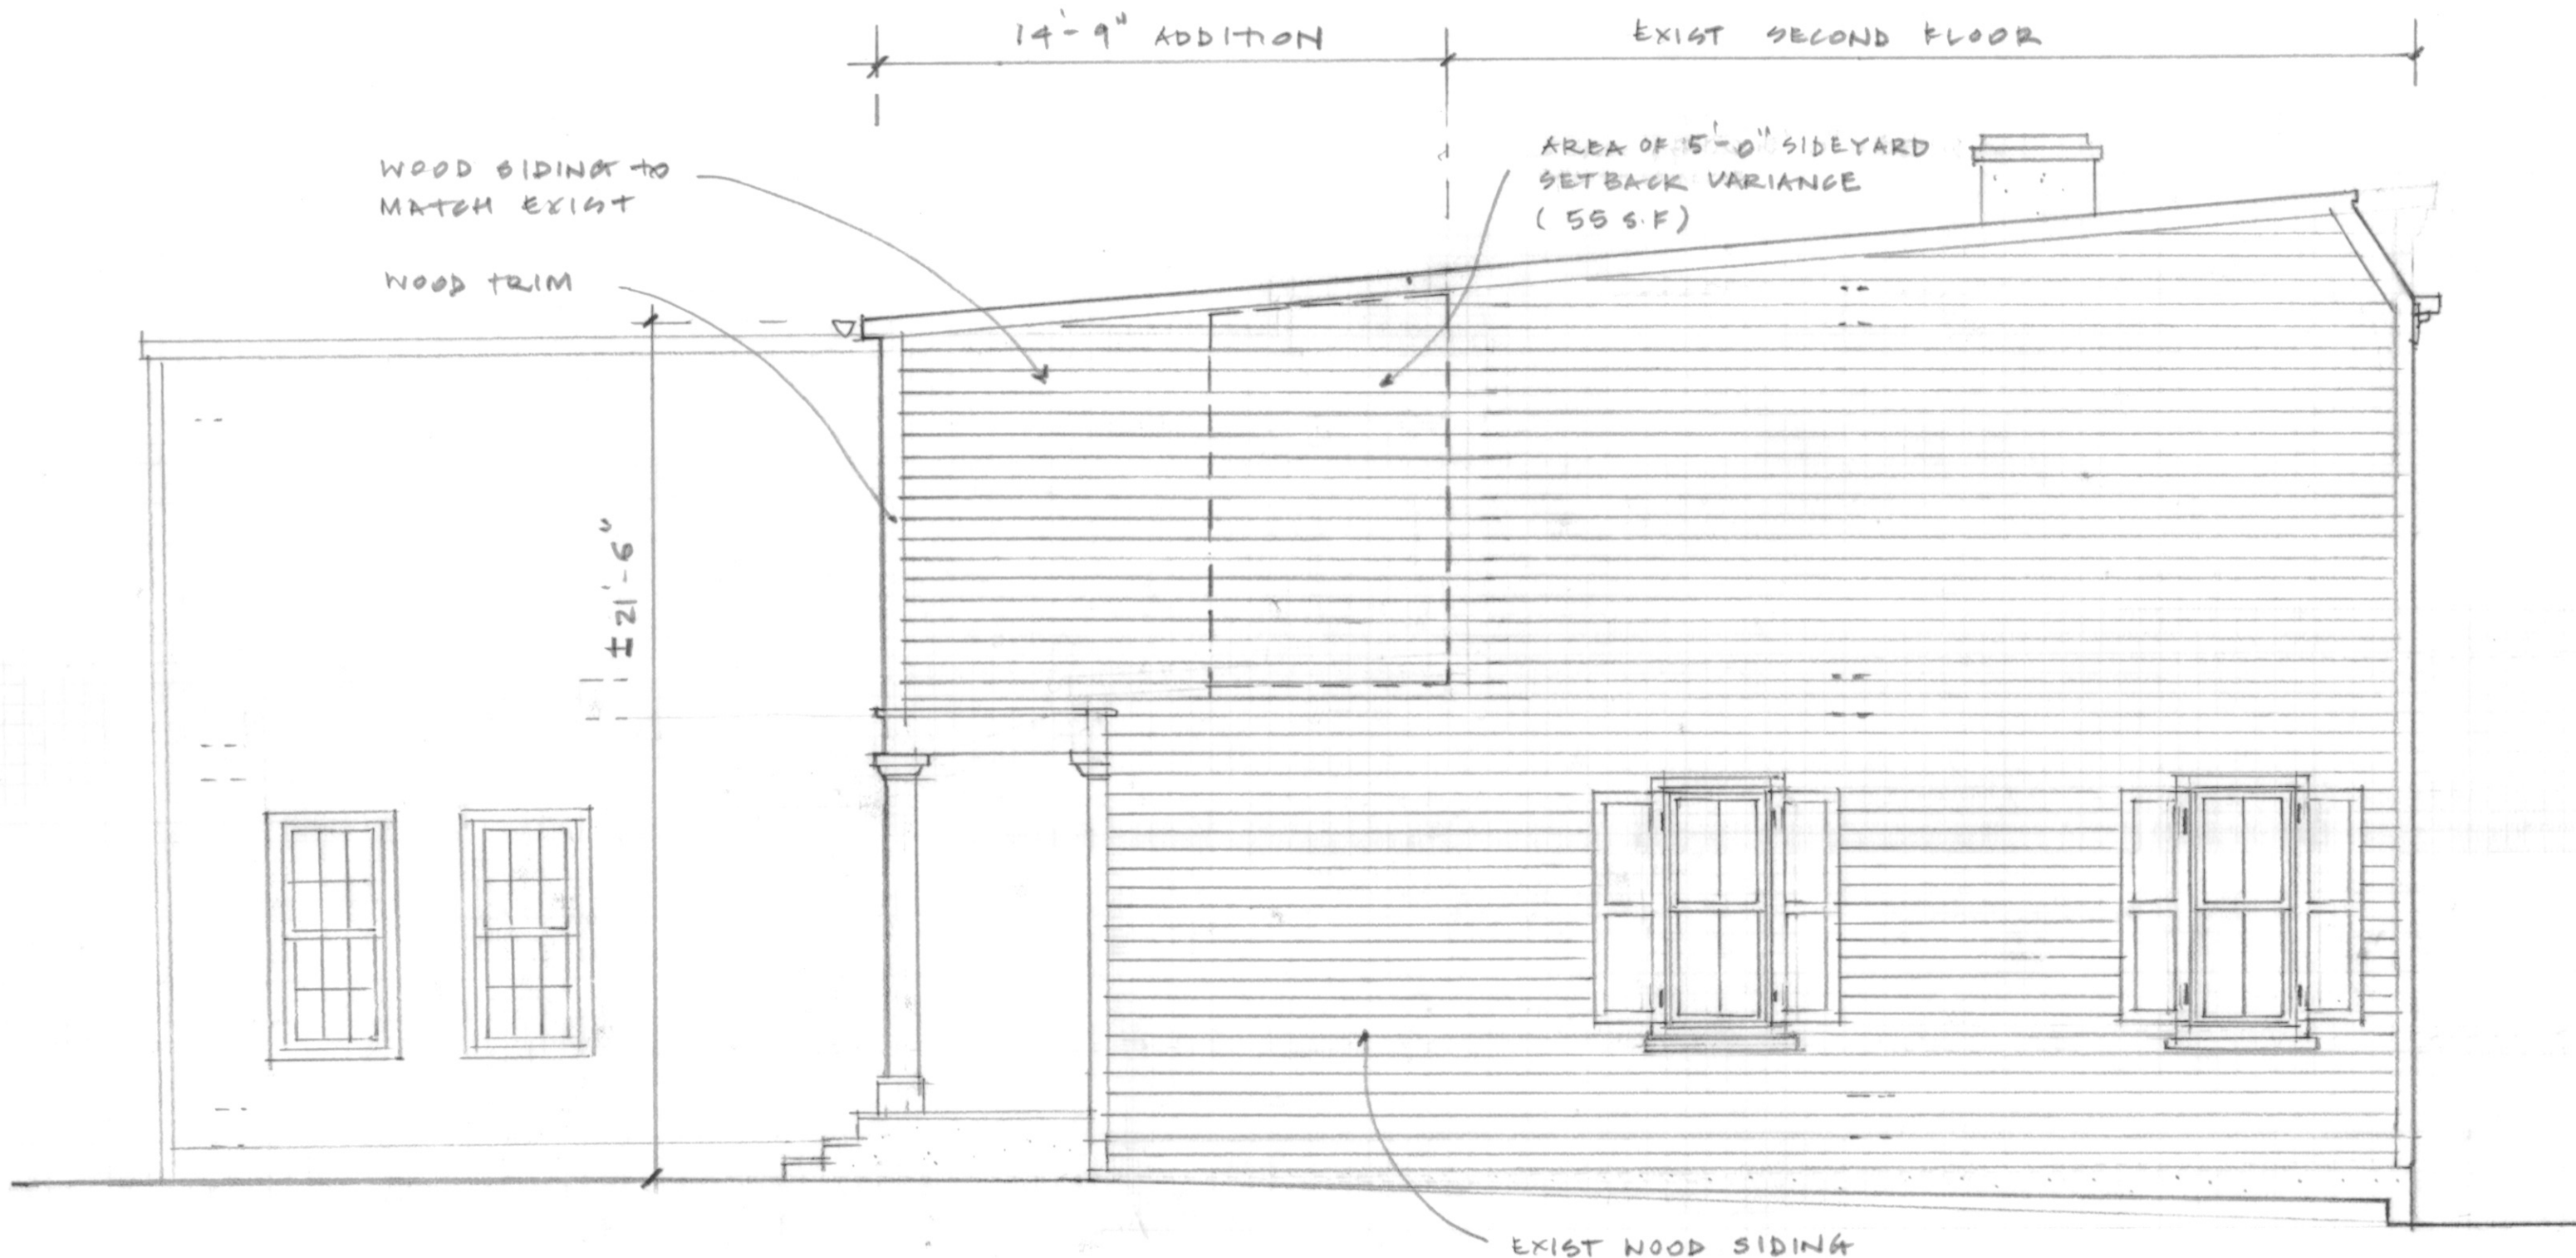 14'-9" ADDITION
EXIST SECOND FLOOR
AREA OF 5'-0" SIDEYARD
SETBACK VARIANCE
(55 S.F)
WOOD SIDING to
MATCH EXIST
WOOD TRIM
± 21'-6"
EXIST WOOD SIDING